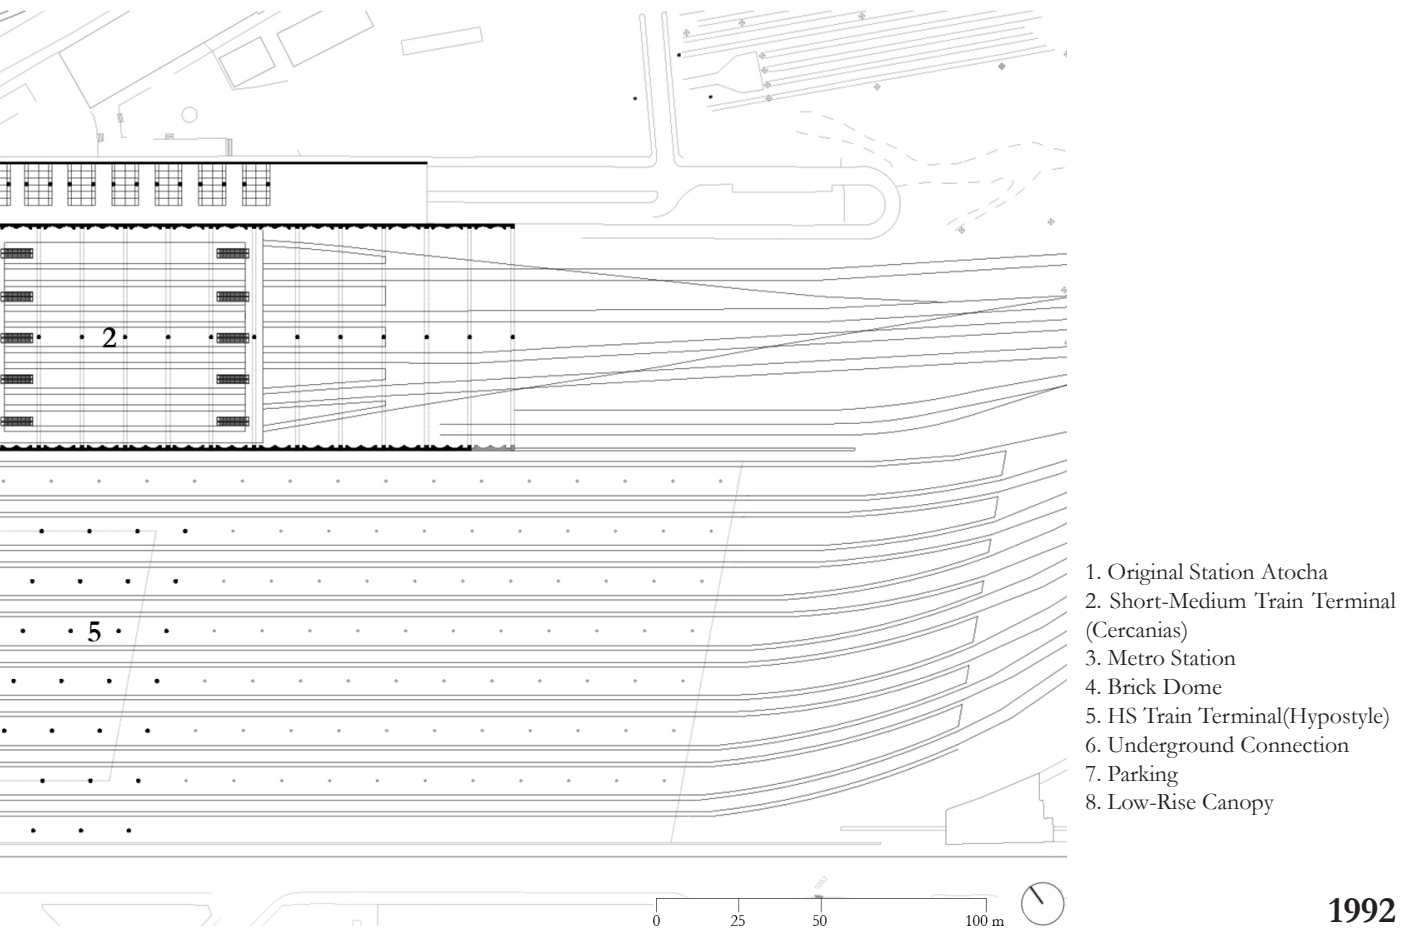 2
5
1. Original Station Atocha
2. Short-Medium Train Terminal
(Cercanias)
3. Metro Station
4. Brick Dome
5. HS Train Terminal(Hypostyle)
6. Underground Connection
7. Parking
8. Low-Rise Canopy
0 25 50 100 m
1992